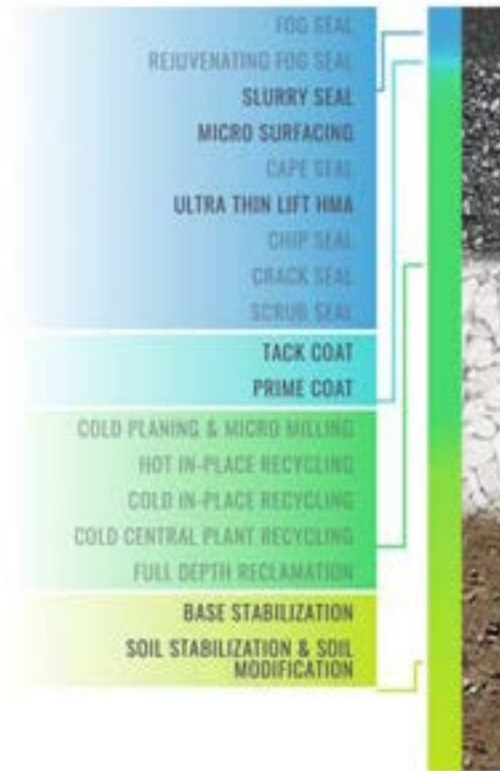 FOG SEAL
REJUVENATING FOG SEAL
SLURRY SEAL
MICRO SURFACING
CAPE SEAL
ULTRA THIN LIFT HMA
CHIP SEAL
CRACK SEAL
SCRUB SEAL
TACK COAT
PRIME COAT
COLD PLANING & MICRO MILLING
HOT IN-PLACE RECYCLING
COLD IN-PLACE RECYCLING
COLD CENTRAL PLANT RECYCLING
FULL DEPTH RECLAMATION
BASE STABILIZATION
SOIL STABILIZATION & SOIL
MODIFICATION